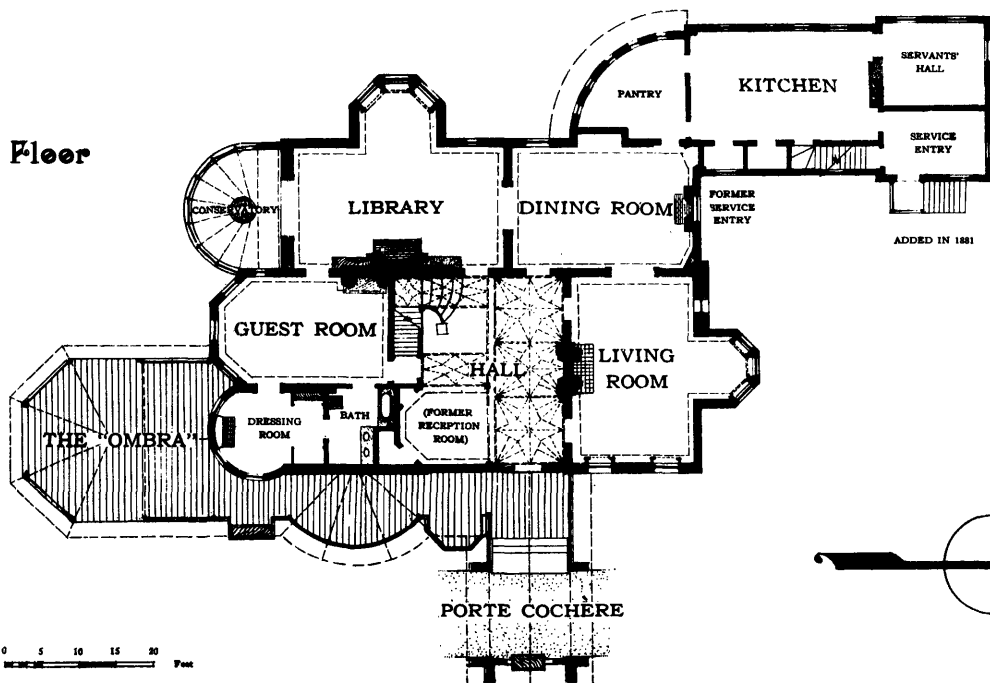 Floor
SERVANTS'
HALL
KITCHEN
PANTRY
SERVICE
ENTRY
CONSERVATORY
LIBRARY
DINING ROOM
FORMER
SERVICE
ENTRY
ADDED IN 1881
GUEST ROOM
HALL
LIVING
ROOM
THE "OMBRA"
DRESSING
ROOM
BATH
(FORMER
RECEPTION
ROOM)
PORTE COCHÈRE
0 5 10 15 20
Feet